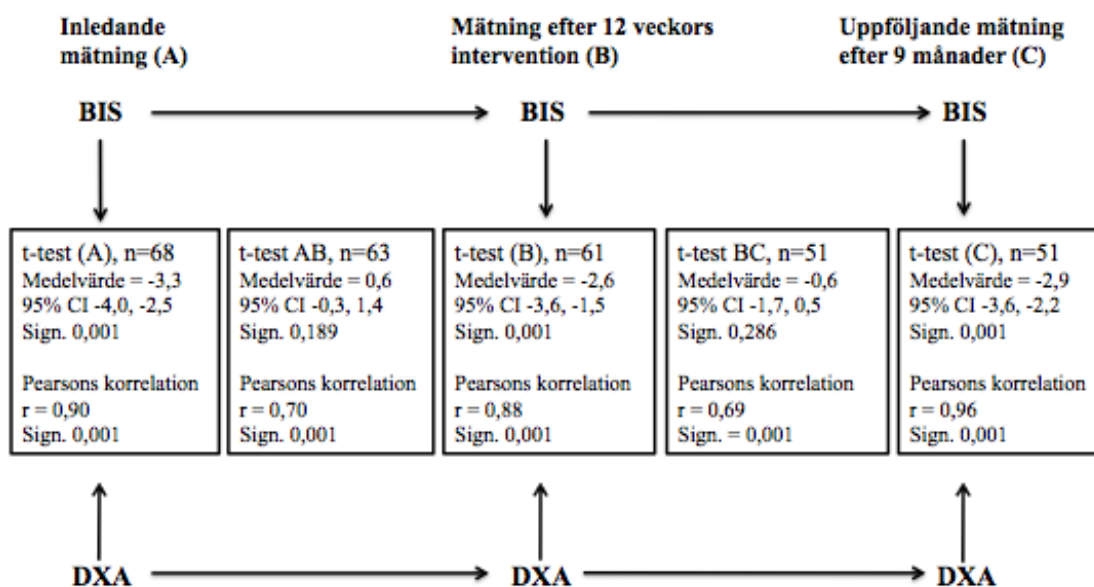 Inledande
mätning (A)
Mätning efter 12 veckors
intervention (B)
Uppföljande mätning
efter 9 månader (C)
BIS
BIS
BIS
t-test (A), n=68
Medelvärde = -3,3
95% CI -4,0, -2,5
Sign. 0,001
Pearsons korrelation
r = 0,90
Sign. 0,001
t-test AB, n=63
Medelvärde = 0,6
95% CI -0,3, 1,4
Sign. 0,189
Pearsons korrelation
r = 0,70
Sign. 0,001
t-test (B), n=61
Medelvärde = -2,6
95% CI -3,6, -1,5
Sign. 0,001
Pearsons korrelation
r = 0,88
Sign. 0,001
t-test BC, n=51
Medelvärde = -0,6
95% CI -1,7, 0,5
Sign. 0,286
Pearsons korrelation
r = 0,69
Sign. = 0,001
t-test (C), n=51
Medelvärde = -2,9
95% CI -3,6, -2,2
Sign. 0,001
Pearsons korrelation
r = 0,96
Sign. 0,001
DXA
DXA
DXA